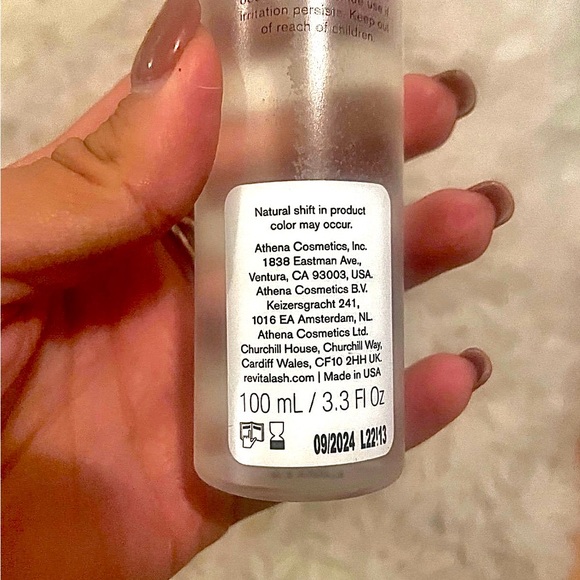 irritation persists. Keep out
of reach of children.
Natural shift in product
color may occur.
Athena Cosmetics, Inc.
1838 Eastman Ave.,
Ventura, CA 93003, USA.
Athena Cosmetics B.V.
Keizersgracht 241,
1016 EA Amsterdam, NL.
Athena Cosmetics Ltd.
Churchill House, Churchill Way,
Cardiff Wales, CF10 2HH UK.
revitalash.com | Made in USA
100 mL / 3.3 Fl Oz
09/2024 L22113